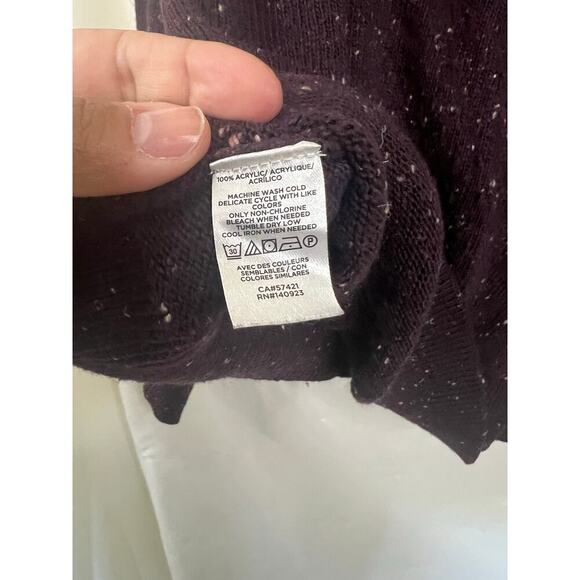 100% ACRYLIC/ ACRYLIQUE/
ACRÍLICO
MACHINE WASH COLD
DELICATE CYCLE WITH LIKE
COLORS
ONLY NON-CHLORINE
BLEACH WHEN NEEDED
TUMBLE DRY LOW
COOL IRON WHEN NEEDED
30 P
AVEC DES COULEURS
SEMBLABLES / CON
COLORES SIMILARES
CA#57421
RN#140923